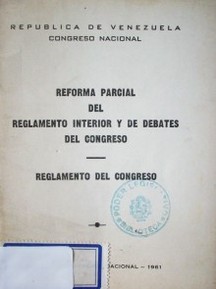 REPUBLICA DE VENEZUELA
CONGRESO NACIONAL
REFORMA PARCIAL
DEL
REGLAMENTO INTERIOR Y DE DEBATES
DEL CONGRESO
REGLAMENTO DEL CONGRESO
PODER
NACIONAL — 1961